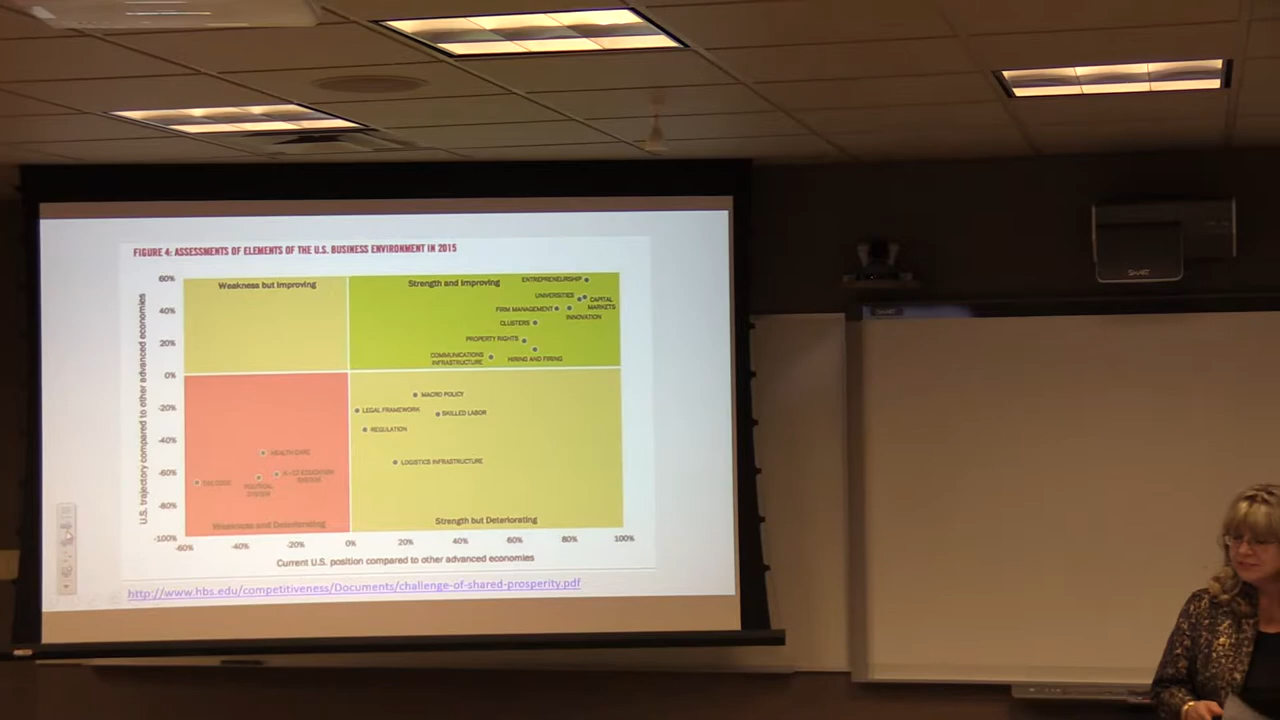 FIGURE 4: ASSESSMENTS OF ELEMENTS OF THE U.S. BUSINESS ENVIRONMENT IN 2015
U.S. trajectory compared to other advanced economies
60%
40%
20%
0%
-20%
-40%
-60%
-80%
-100%
Weakness but Improving
Strength and Improving
ENTREPRENEURSHIP
UNIVERSITIES
CAPITAL
MARKETS
FIRM MANAGEMENT
INNOVATION
CLUSTERS
PROPERTY RIGHTS
COMMUNICATIONS
INFRASTRUCTURE
HIRING AND FIRING
MACRO POLICY
LEGAL FRAMEWORK
SKILLED LABOR
REGULATION
LOGISTICS INFRASTRUCTURE
HEALTH CARE
K-12 EDUCATION
SYSTEM
TAX CODE
POLITICAL
SYSTEM
Weakness and Deteriorating
Strength but Deteriorating
-60%
-40%
-20%
0%
20%
40%
60%
80%
100%
Current U.S. position compared to other advanced economies
http://www.hbs.edu/competitiveness/Documents/challenge-of-shared-prosperity.pdf
SMART
SMART